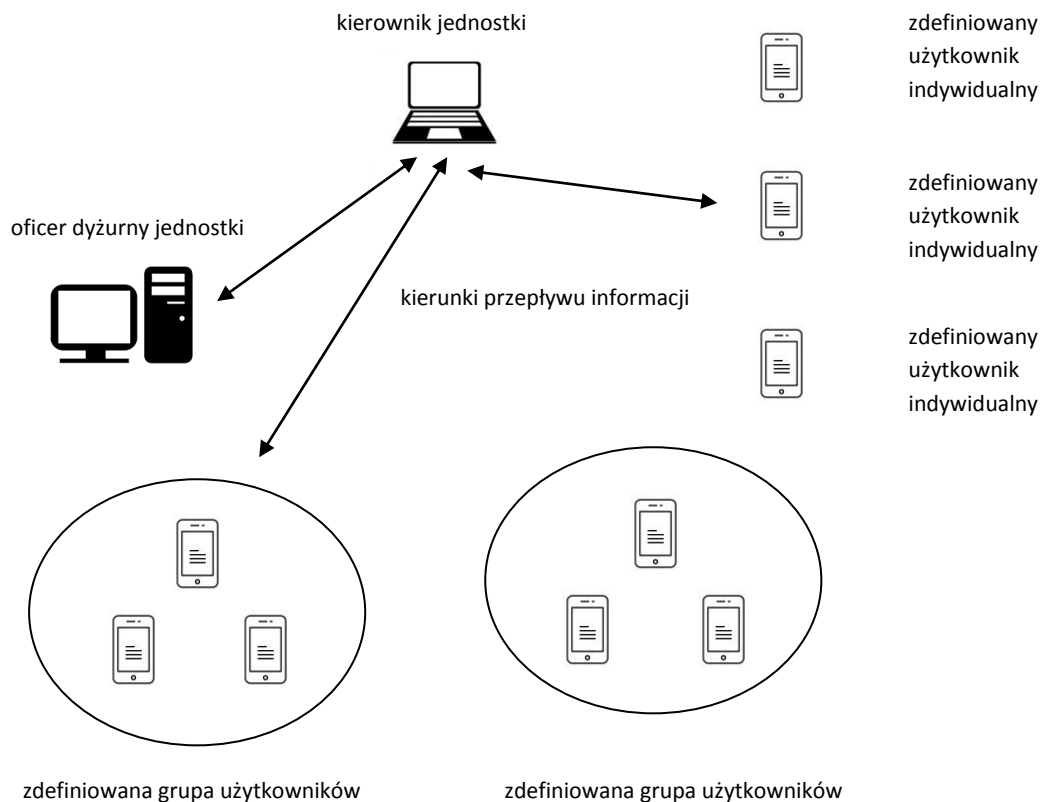 kierownik jednostki
zdefiniowany
użytkownik
indywidualny
zdefiniowany
użytkownik
indywidualny
oficer dyżurny jednostki
kierunki przepływu informacji
zdefiniowany
użytkownik
indywidualny
zdefiniowana grupa użytkowników
zdefiniowana grupa użytkowników